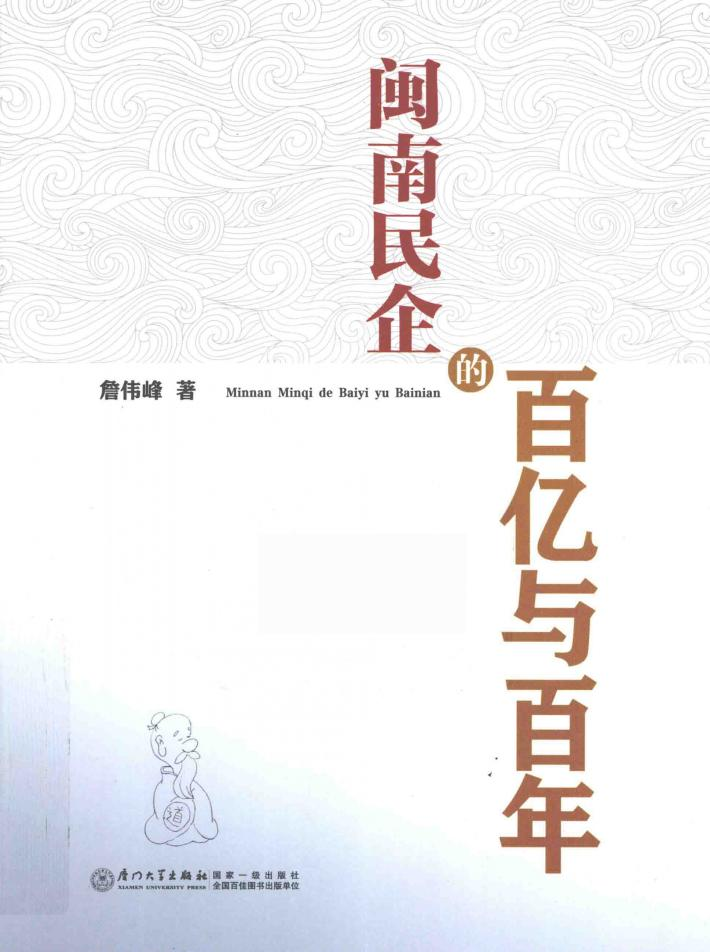 闽南民企
的
百亿与百年
詹伟峰 著
Minnan Minqi de Baiyi yu Bainian
道
厦门大学出版社
XIAMEN UNIVERSITY PRESS
国家一级出版社
全国百佳图书出版单位